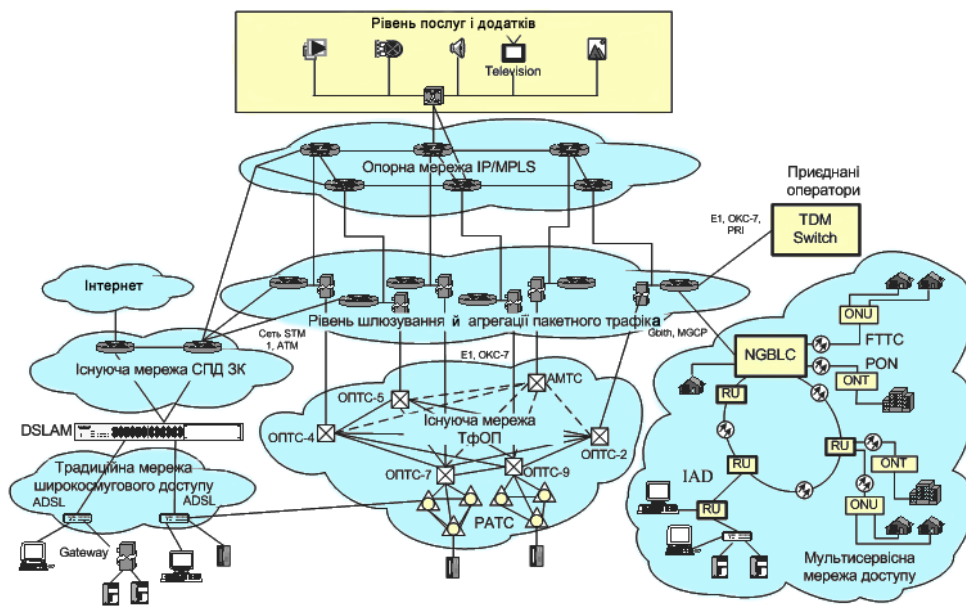 Рівень послуг і додатків
Television
Опорна мережа IP/MPLS
Приєднані
оператори
E1, ОКС-7,
PRI
TDM
Switch
Інтернет
Рівень шлюзування й агрегації пакетного трафіка
Сеть STM
1, ATM
E1, ОКС-7
Gbith, MGCP
Існуюча мережа СПД ЗК
DSLAM
Традиційна мережа
широкосмугового доступу
ADSL
ADSL
Gateway
АМТС
ОПТС-5
ОПТС-4
Існуюча мережа
ТфОП
ОПТС-2
ОПТС-7
ОПТС-9
РАТС
ONU
FTTC
NGBLC
PON
ONT
RU
RU
ONT
RU
IAD
ONU
RU
Мультисервісна
мережа доступу